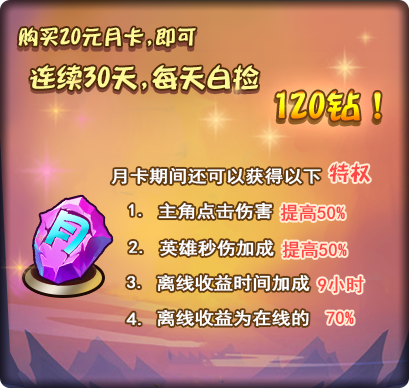 购买20元月卡,即可
连续30天,每天白捡
120钻！
月卡期间还可以获得以下 特权
1. 主角点击伤害 提高50%
2. 英雄秒伤加成 提高50%
月
3. 离线收益时间加成 9小时
4. 离线收益为在线的 70%